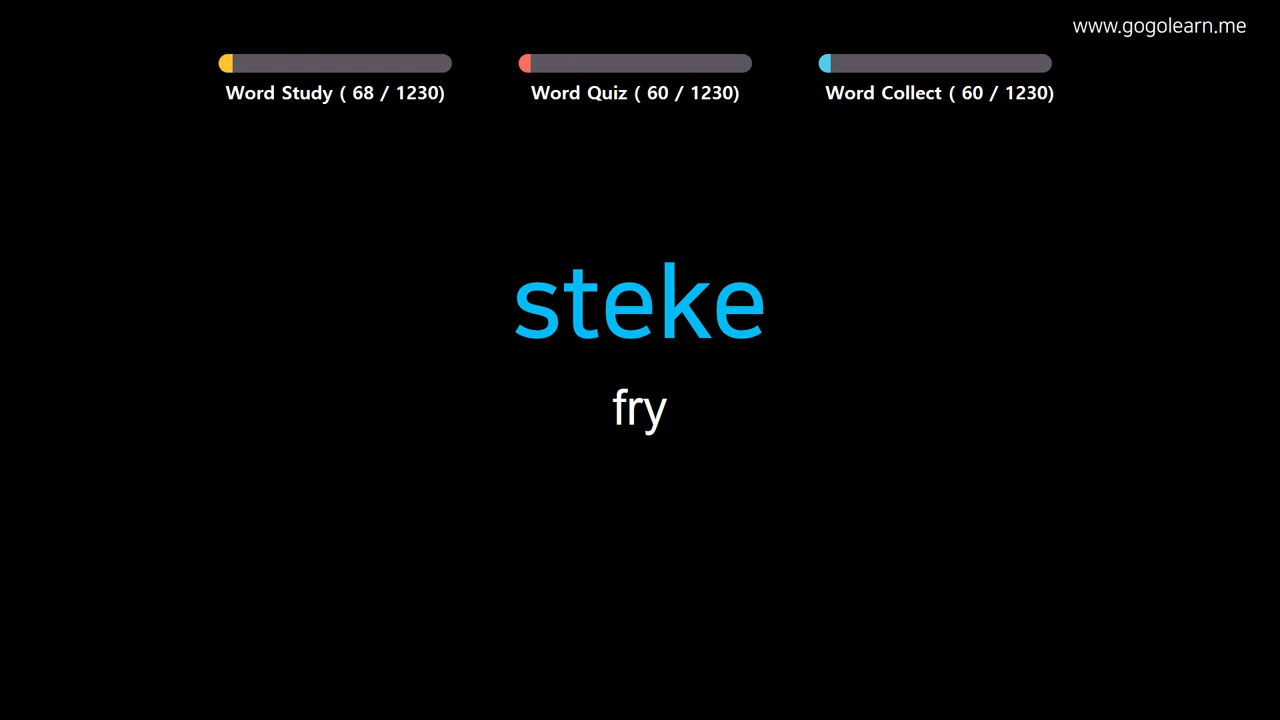 www.gogolearn.me
Word Study ( 68 / 1230)
Word Quiz ( 60 / 1230)
Word Collect ( 60 / 1230)
steke
fry